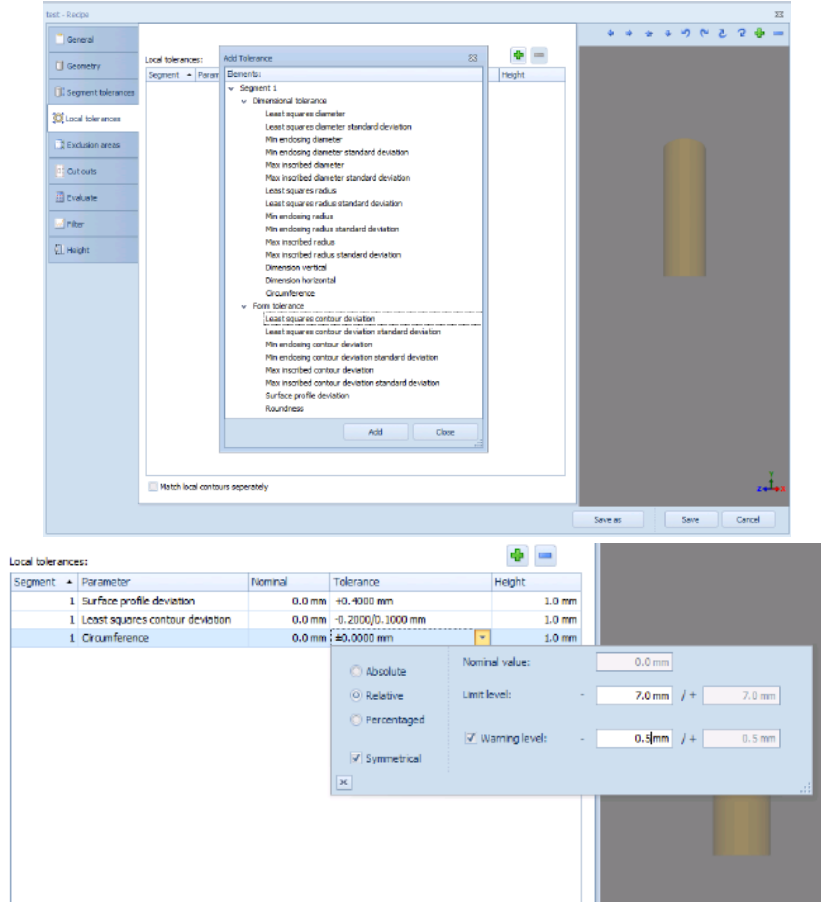 test - Recipe
General
Geometry
Segment tolerances
Local tolerances
Exclusion areas
Cut outs
Evaluate
Filter
Height
Local tolerances:
Segment Param Height
Add Tolerance
Elements:
Segment 1
Dimensional tolerance
Least squares diameter
Least squares diameter standard deviation
Min enclosing diameter
Min enclosing diameter standard deviation
Max inscribed diameter
Max inscribed diameter standard deviation
Least squares radius
Least squares radius standard deviation
Min enclosing radius
Min enclosing radius standard deviation
Max inscribed radius
Max inscribed radius standard deviation
Dimension vertical
Dimension horizontal
Circumference
Form tolerance
Least squares contour deviation
Least squares contour deviation standard deviation
Min enclosing contour deviation
Min enclosing contour deviation standard deviation
Max inscribed contour deviation
Max inscribed contour deviation standard deviation
Surface profile deviation
Roundness
Add Close
Match local contours seperately
Y
Z X
Save as Save Cancel
Local tolerances:
Segment Parameter Nominal Tolerance Height
1 Surface profile deviation 0.0 mm +0.4000 mm 1.0 mm
1 Least squares contour deviation 0.0 mm -0.2000/0.1000 mm 1.0 mm
1 Circumference 0.0 mm ±0.0000 mm 1.0 mm
Absolute
Relative
Percentaged
Symmetrical
Nominal value: 0.0 mm
Limit level: - 7.0 mm / + 7.0 mm
Warning level: - 0.5 mm / + 0.5 mm